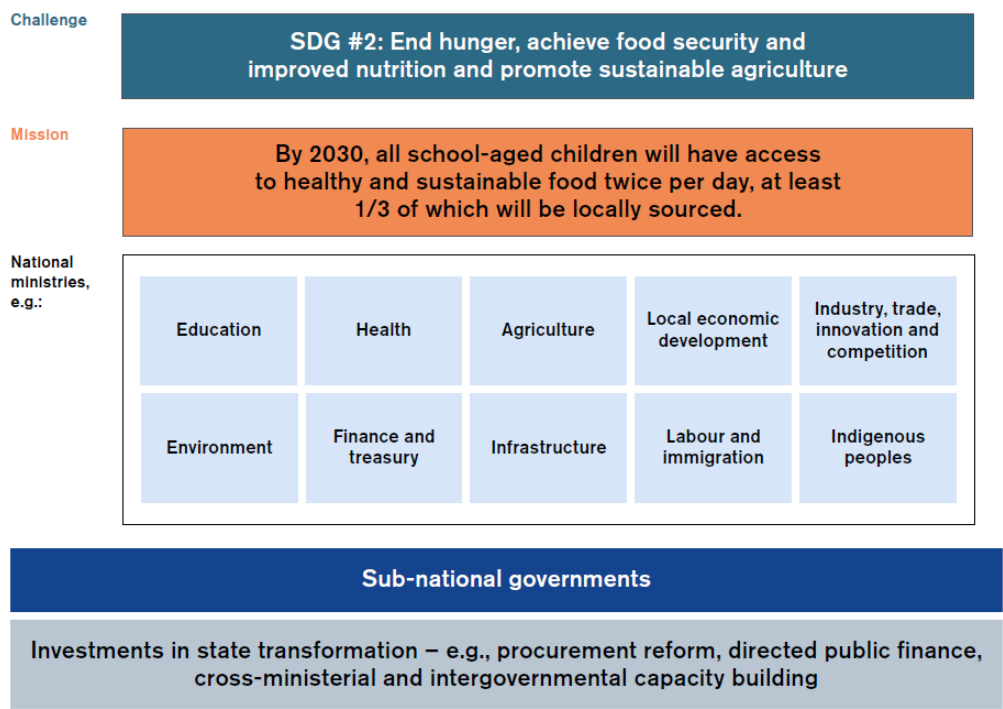 Challenge
SDG #2: End hunger, achieve food security and
improved nutrition and promote sustainable agriculture
Mission
By 2030, all school-aged children will have access
to healthy and sustainable food twice per day, at least
1/3 of which will be locally sourced.
National
ministries,
e.g.:
Education
Health
Agriculture
Local economic
development
Industry, trade,
innovation and
competition
Environment
Finance and
treasury
Infrastructure
Labour and
immigration
Indigenous
peoples
Sub-national governments
Investments in state transformation – e.g., procurement reform, directed public finance,
cross-ministerial and intergovernmental capacity building